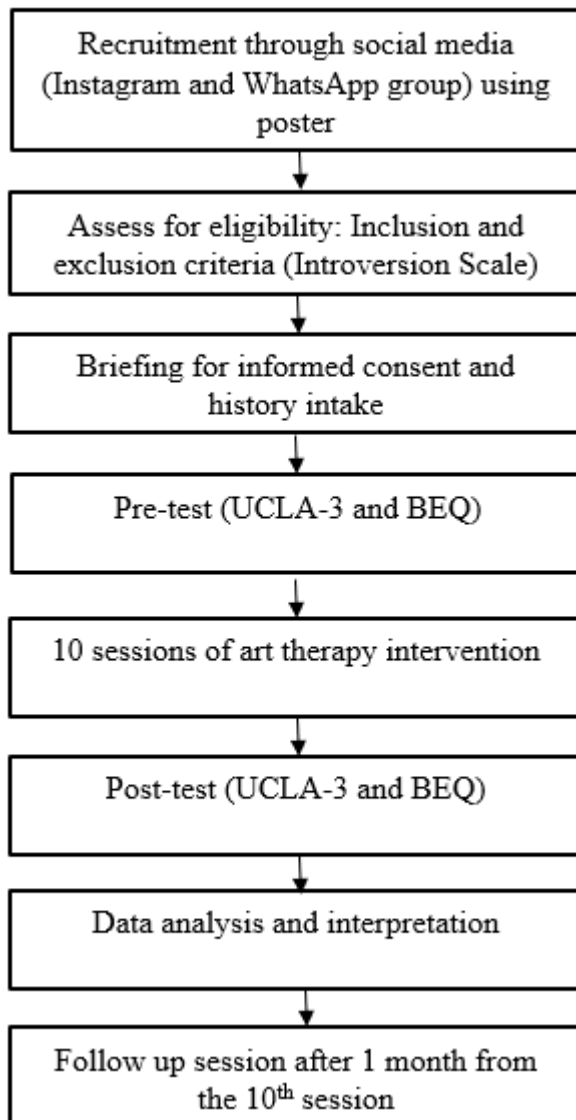 Recruitment through social media
(Instagram and WhatsApp group) using
poster
Assess for eligibility: Inclusion and
exclusion criteria (Introversion Scale)
Briefing for informed consent and
history intake
Pre-test (UCLA-3 and BEQ)
10 sessions of art therapy intervention
Post-test (UCLA-3 and BEQ)
Data analysis and interpretation
Follow up session after 1 month from
the 10th session